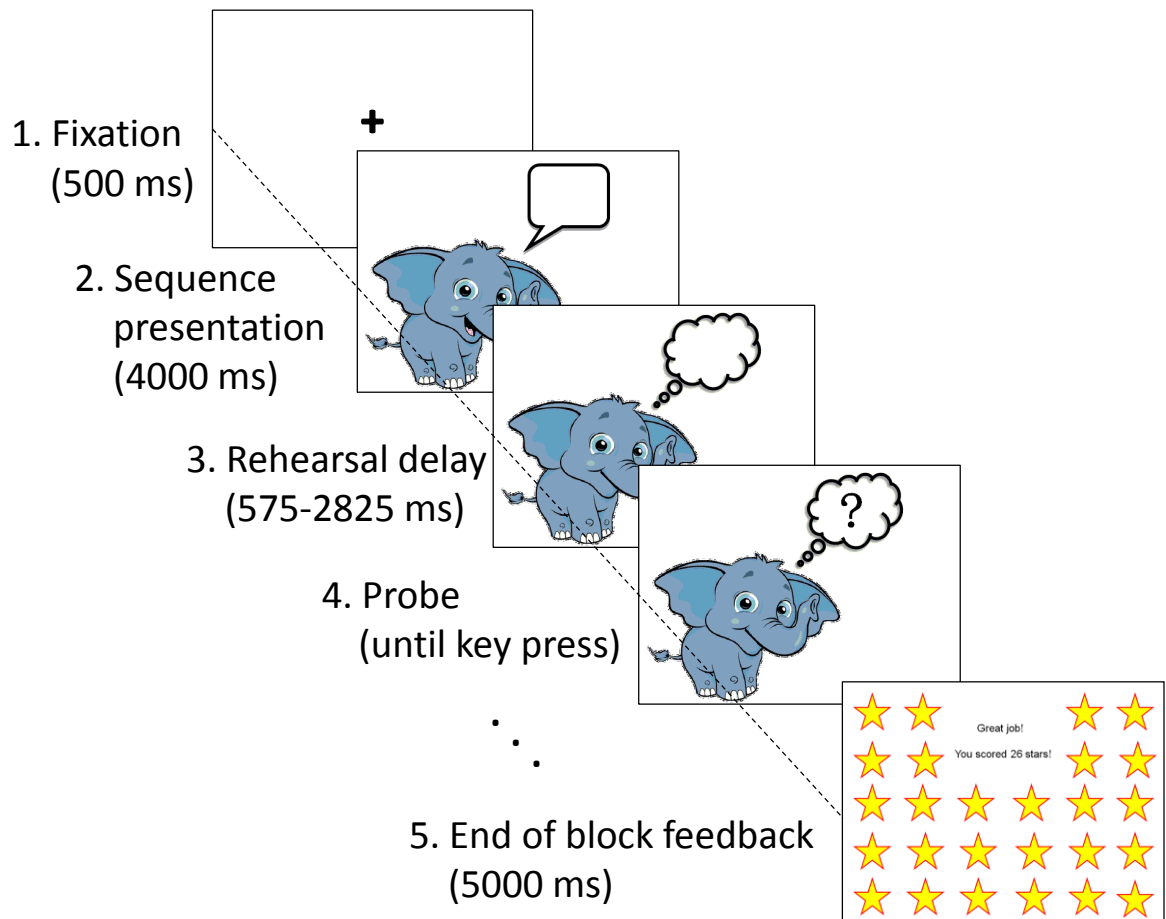 +
1. Fixation
(500 ms)
2. Sequence
presentation
(4000 ms)
3. Rehearsal delay
(575-2825 ms)
?
4. Probe
(until key press)
.
.
.
Great job!
You scored 26 stars!
5. End of block feedback
(5000 ms)